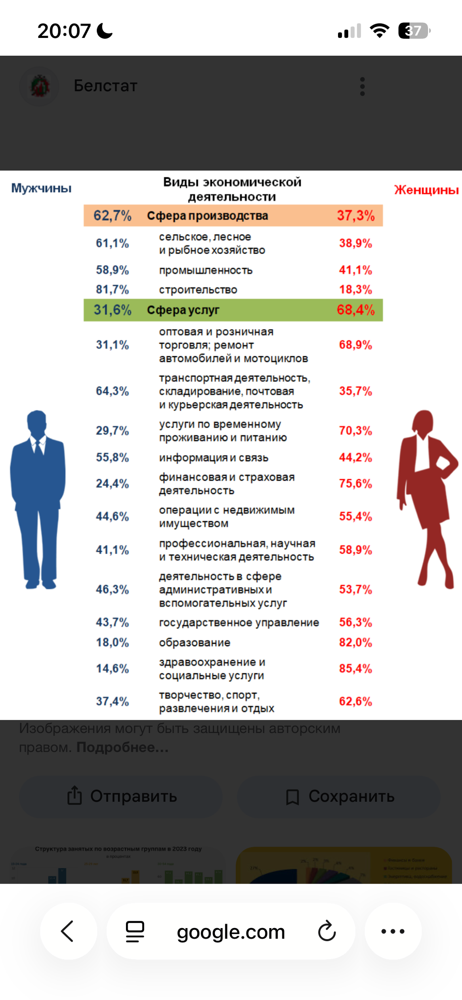 20:07
37
Белстат
Мужчины
Виды экономической
деятельности
Женщины
62,7% Сфера производства 37,3%
61,1% сельское, лесное
и рыбное хозяйство 38,9%
58,9% промышленность 41,1%
81,7% строительство 18,3%
31,6% Сфера услуг 68,4%
оптовая и розничная
31,1% торговля; ремонт 68,9%
автомобилей и мотоциклов
транспортная деятельность,
64,3% складирование, почтовая 35,7%
и курьерская деятельность
29,7% услуги по временному
проживанию и питанию 70,3%
55,8% информация и связь 44,2%
24,4% финансовая и страховая
деятельность 75,6%
44,6% операции с недвижимым
имуществом 55,4%
41,1% профессиональная, научная
и техническая деятельность 58,9%
деятельность в сфере
46,3% административных и 53,7%
вспомогательных услуг
43,7% государственное управление 56,3%
18,0% образование 82,0%
14,6% здравоохранение и
социальные услуги 85,4%
37,4% творчество, спорт,
развлечения и отдых 62,6%
Изображения могут быть защищены авторским
правом. Подробнее...
Отправить
Сохранить
Структура занятых по возрастным группам в 2023 году
в процентах
27%
Финансы и банки
Гостиницы и рестораны
Энергетика, водоснабжение
google.com